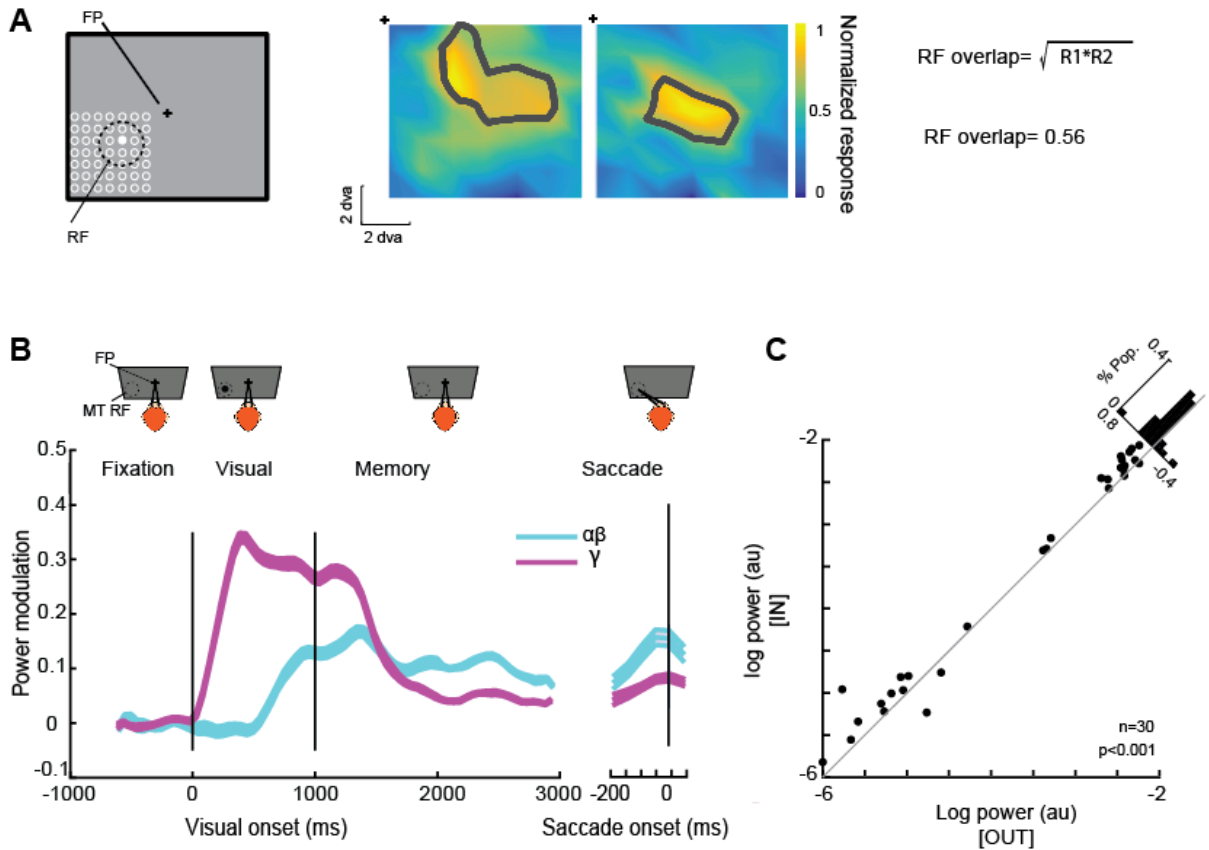 A
FP
RF
2 dva
2 dva
1
0.5
0
Normalized response
RF overlap= √ R1*R2
RF overlap= 0.56
B
FP
MT RF
Fixation
Visual
Memory
Saccade
αβ
γ
Power modulation
0.5
0.4
0.3
0.2
0.1
0
-0.1
-1000
0
1000
2000
3000
Visual onset (ms)
-200
0
Saccade onset (ms)
C
% Pop.
0.4
0
0.8
-0.4
-2
log power (au)
[IN]
-6
n=30
p<0.001
-6
-2
Log power (au)
[OUT]